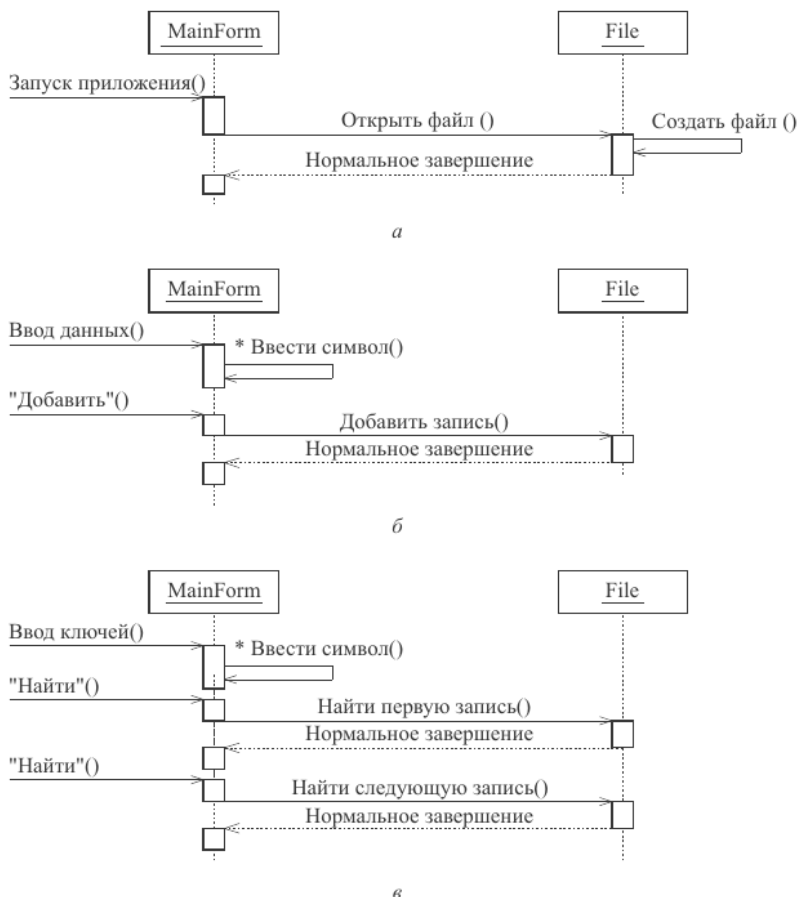 MainForm
File
Запуск приложения()
Открыть файл ()
Создать файл ()
Нормальное завершение
а
MainForm
File
Ввод данных()
* Ввести символ()
"Добавить"()
Добавить запись()
Нормальное завершение
б
MainForm
File
Ввод ключей()
* Ввести символ()
"Найти"()
Найти первую запись()
Нормальное завершение
"Найти"()
Найти следующую запись()
Нормальное завершение
в